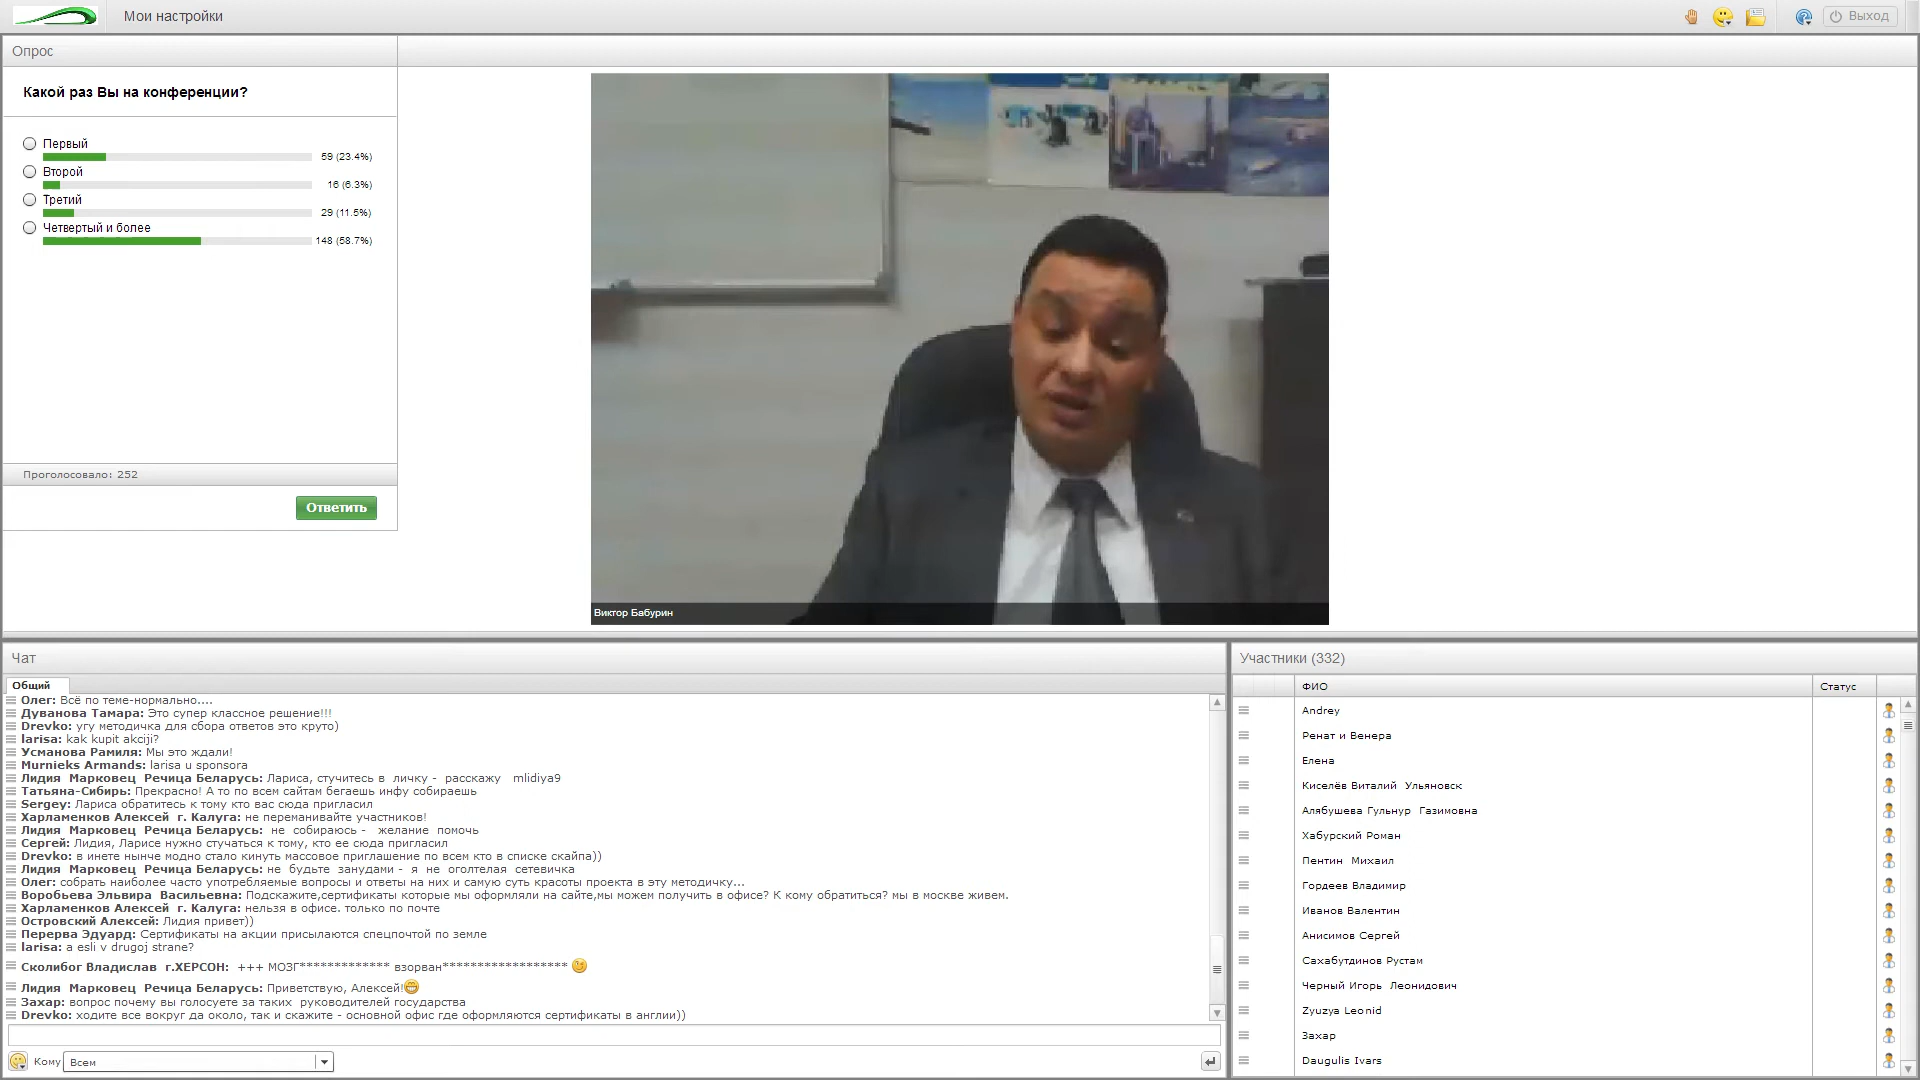 Мои настройки
Выход
Опрос
Какой раз Вы на конференции?
Первый
59 (23.4%)
Второй
16 (6.3%)
Третий
29 (11.5%)
Четвертый и более
148 (58.7%)
Проголосовало: 252
Ответить
Виктор Бабурин
Чат
Общий
Олег: Всё по теме-нормально....
Дуванова Тамара: Это супер классное решение!!!
Drevko: угу методичка для сбора ответов это круто)
larisa: kak kupit akciji?
Усманова Рамиля: Мы это ждали!
Murnieks Armands: larisa u sponsora
Лидия Марковец Речица Беларусь: Лариса, стучитесь в личку - расскажу mlidiya9
Татьяна-Сибирь: Прекрасно! А то по всем сайтам бегаешь инфу собираешь
Sergey: Лариса обратитесь к тому кто вас сюда пригласил
Харламенков Алексей г. Калуга: не переманивайте участников!
Лидия Марковец Речица Беларусь: не собираюсь - желание помочь
Сергей: Лидия, Ларисе нужно стучаться к тому, кто ее сюда пригласил
Drevko: в инете нынче модно стало кинуть массовое приглашение по всем кто в списке скайпа))
Лидия Марковец Речица Беларусь: не будьте занудами - я не оголтелая сетевичка
Олег: собрать наиболее часто употребляемые вопросы и ответы на них и самую суть красоты проекта в эту методичку...
Воробьева Эльвира Васильевна: Подскажите,сертификаты которые мы оформляли на сайте,мы можем получить в офисе? К кому обратиться? мы в москве живем.
Харламенков Алексей г. Калуга: нельзя в офисе. только по почте
Островский Алексей: Лидия привет))
Перерва Эдуард: Сертификаты на акции присылаются спецпочтой по земле
larisa: a esli v drugoj strane?
Сколибог Владислав г.ХЕРСОН: +++ МОЗГ************* взорван******************
Лидия Марковец Речица Беларусь: Приветствую, Алексей!
Захар: вопрос почему вы голосуете за таких руководителей государства
Drevko: ходите все вокруг да около, так и скажите - основной офис где оформляются сертификаты в англии))
Кому
Всем
Участники (332)
ФИО
Статус
Andrey
Ренат и Венера
Елена
Киселёв Виталий Ульяновск
Алябушева Гульнур Газимовна
Хабурский Роман
Пентин Михаил
Гордеев Владимир
Иванов Валентин
Анисимов Сергей
Сахабутдинов Рустам
Черный Игорь Леонидович
Zyuzya Leonid
Захар
Daugulis Ivars